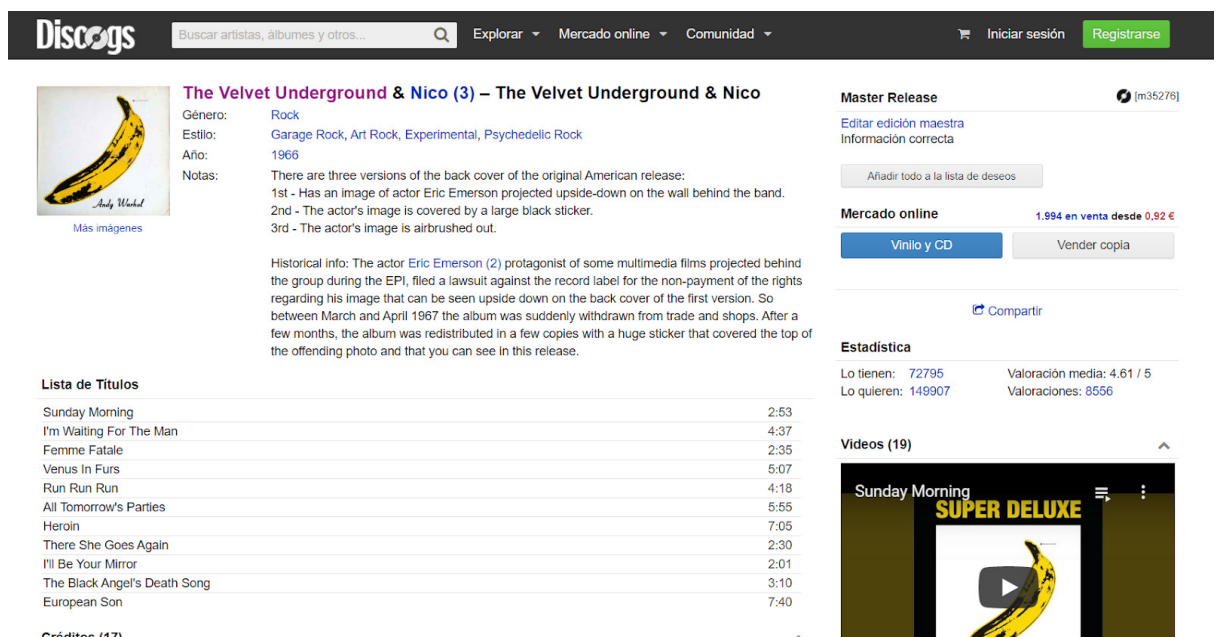 Discogs
Buscar artistas, álbumes y otros...
Explorar
Mercado online
Comunidad
Iniciar sesión
Registrarse
Andy Warhol
Más imágenes
The Velvet Underground & Nico (3) – The Velvet Underground & Nico
Género: Rock
Estilo: Garage Rock, Art Rock, Experimental, Psychedelic Rock
Año: 1966
Notas: There are three versions of the back cover of the original American release:
1st - Has an image of actor Eric Emerson projected upside-down on the wall behind the band.
2nd - The actor's image is covered by a large black sticker.
3rd - The actor's image is airbrushed out.
Historical info: The actor Eric Emerson (2) protagonist of some multimedia films projected behind
the group during the EPI, filed a lawsuit against the record label for the non-payment of the rights
regarding his image that can be seen upside down on the back cover of the first version. So
between March and April 1967 the album was suddenly withdrawn from trade and shops. After a
few months, the album was redistributed in a few copies with a huge sticker that covered the top of
the offending photo and that you can see in this release.
Lista de Títulos
Sunday Morning 2:53
I'm Waiting For The Man 4:37
Femme Fatale 2:35
Venus In Furs 5:07
Run Run Run 4:18
All Tomorrow's Parties 5:55
Heroin 7:05
There She Goes Again 2:30
I'll Be Your Mirror 2:01
The Black Angel's Death Song 3:10
European Son 7:40
Créditos (17)
Master Release [m35276]
Editar edición maestra
Información correcta
Añadir todo a la lista de deseos
Mercado online 1.994 en venta desde 0,92 €
Vinilo y CD
Vender copia
Compartir
Estadística
Lo tienen: 72795 Valoración media: 4.61 / 5
Lo quieren: 149907 Valoraciones: 8556
Videos (19)
Sunday Morning
SUPER DELUXE